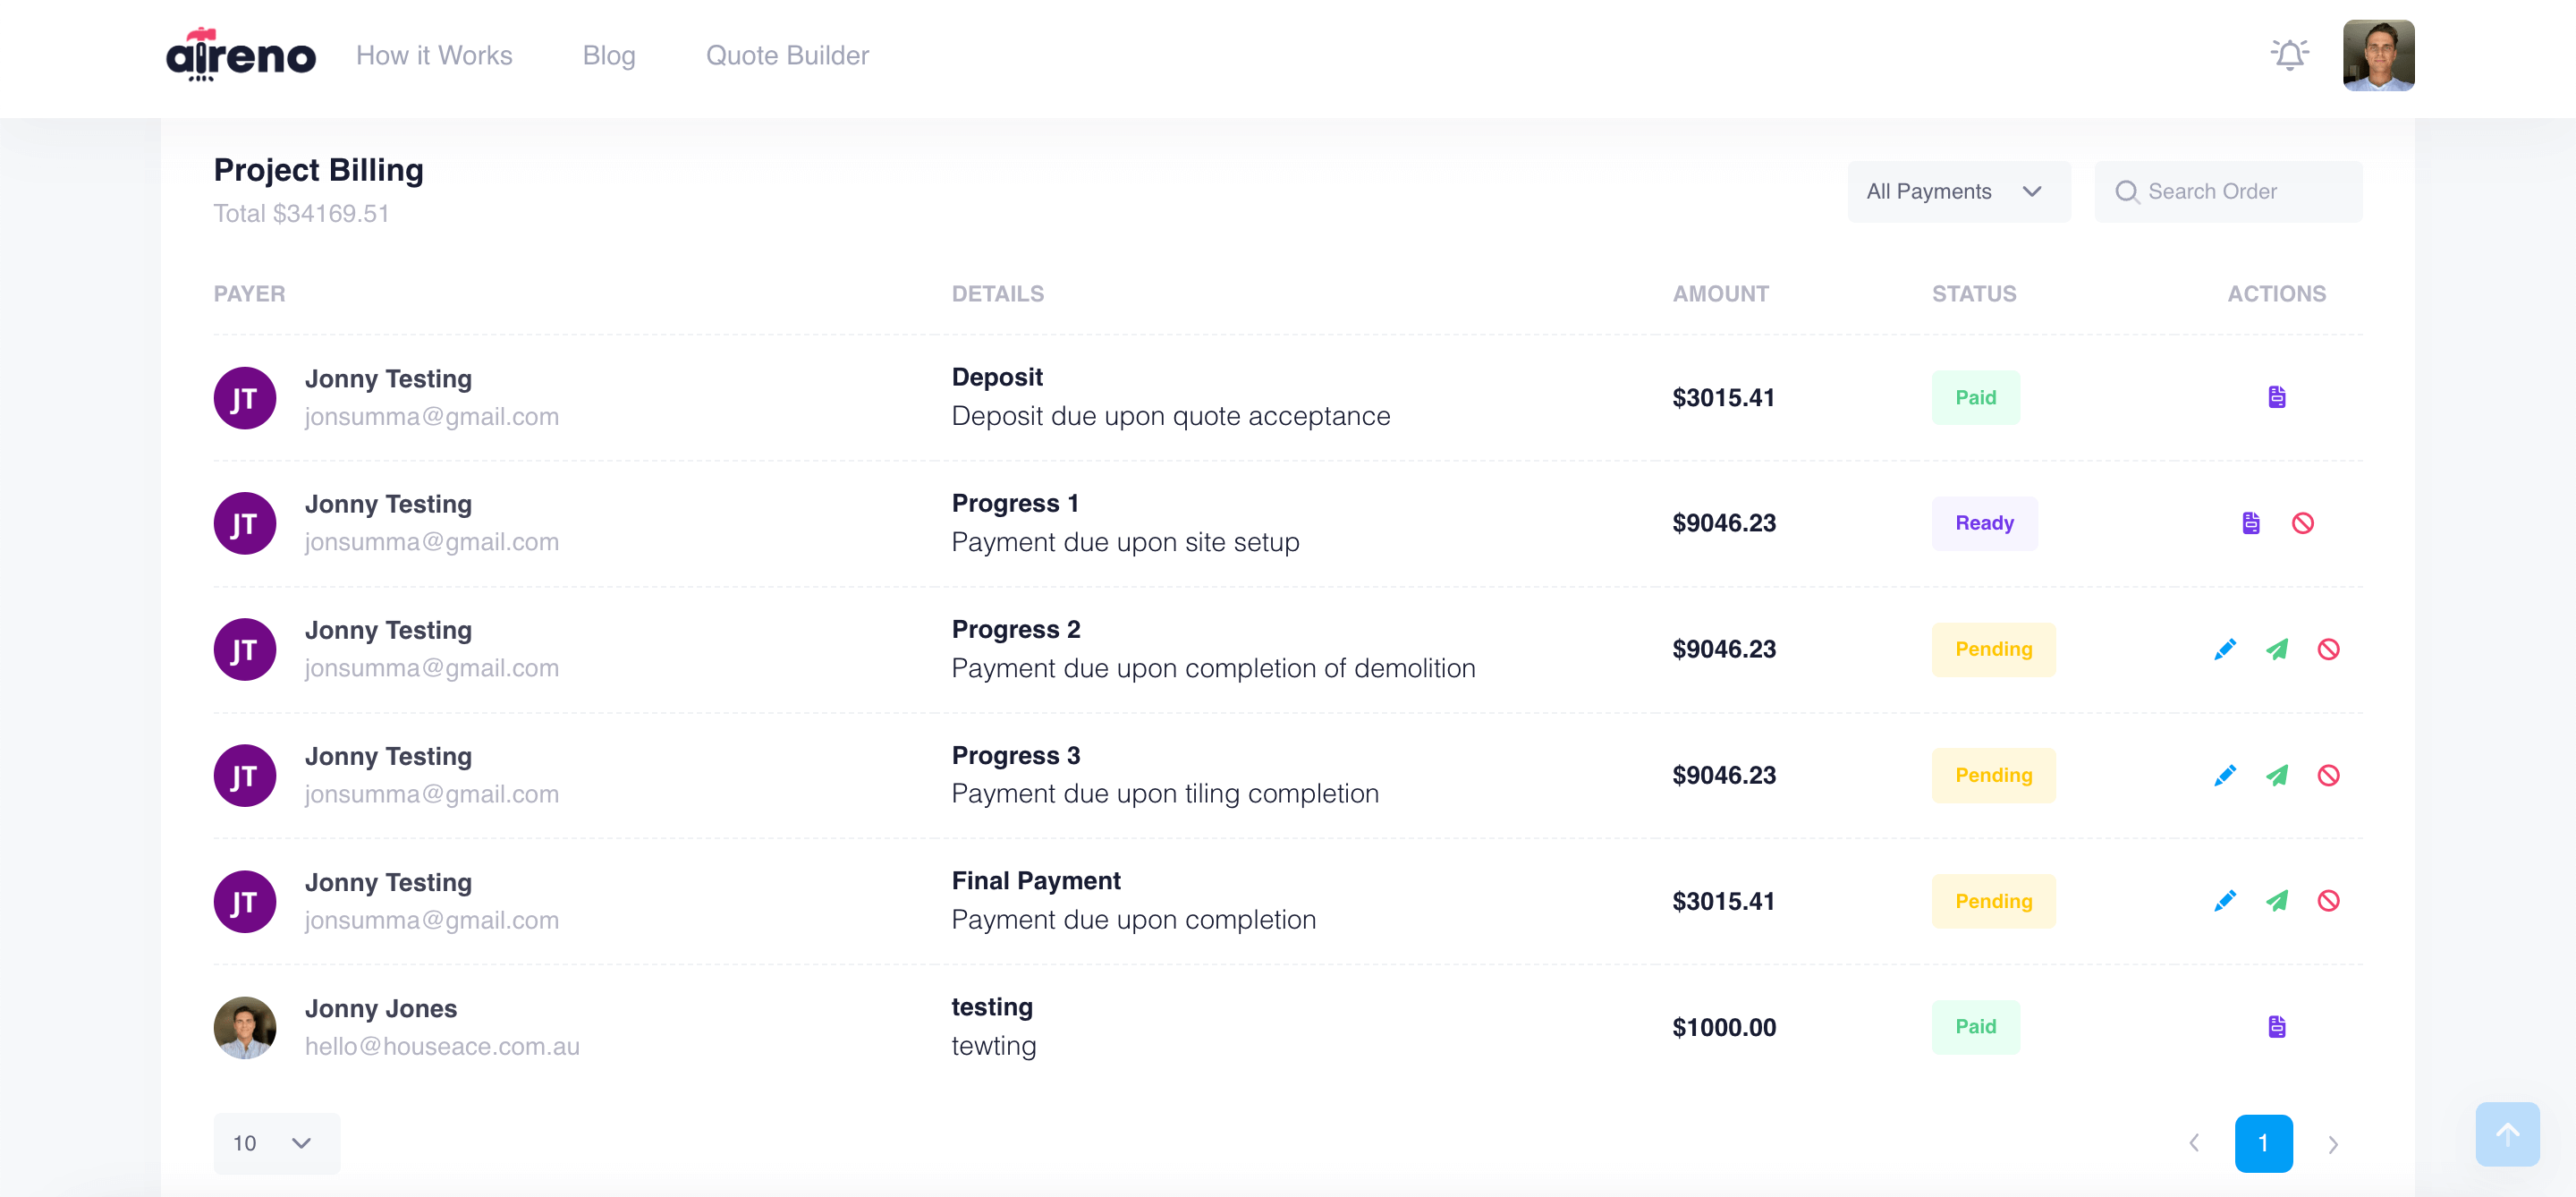 aireno How it Works Blog Quote Builder
Project Billing
Total $34169.51
All Payments Search Order
PAYER DETAILS AMOUNT STATUS ACTIONS
JT Jonny Testing
jonsumma@gmail.com
Deposit
Deposit due upon quote acceptance
$3015.41 Paid
JT Jonny Testing
jonsumma@gmail.com
Progress 1
Payment due upon site setup
$9046.23 Ready
JT Jonny Testing
jonsumma@gmail.com
Progress 2
Payment due upon completion of demolition
$9046.23 Pending
JT Jonny Testing
jonsumma@gmail.com
Progress 3
Payment due upon tiling completion
$9046.23 Pending
JT Jonny Testing
jonsumma@gmail.com
Final Payment
Payment due upon completion
$3015.41 Pending
Jonny Jones
hello@houseace.com.au
testing
tewting
$1000.00 Paid
10 1